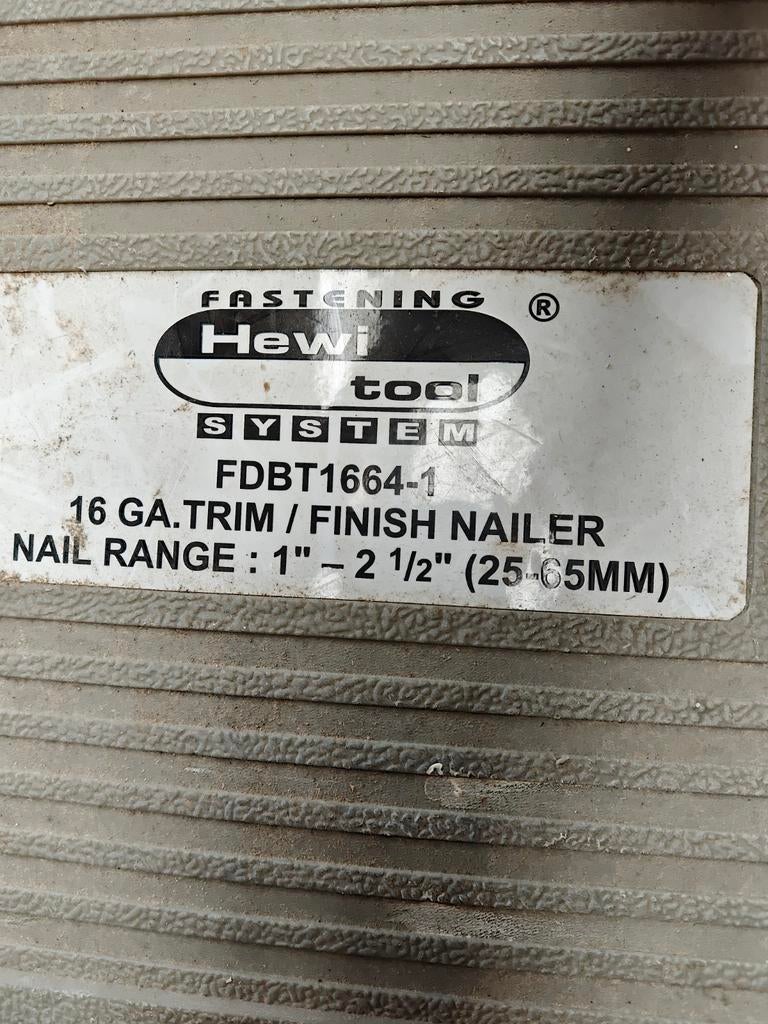 FASTENING
Hewi ®
tool
SYSTEM
FDBT1664-1
16 GA.TRIM / FINISH NAILER
NAIL RANGE : 1" – 2 1/2" (25-65MM)